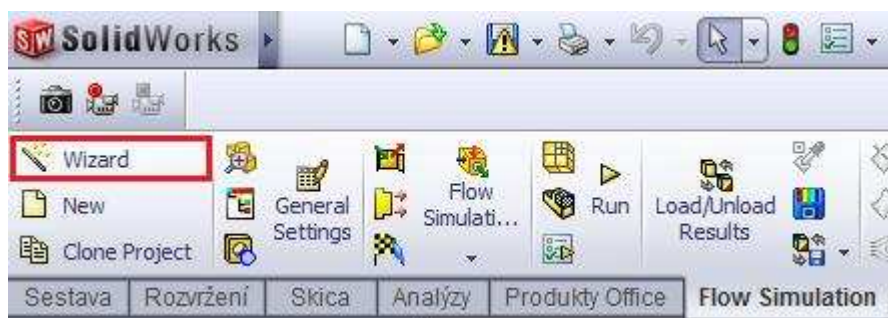 SW SolidWorks
Wizard
New
Clone Project
General Settings
Flow Simulati...
Run
Load/Unload Results
Sestava Rozvržení Skica Analýzy Produkty Office Flow Simulation